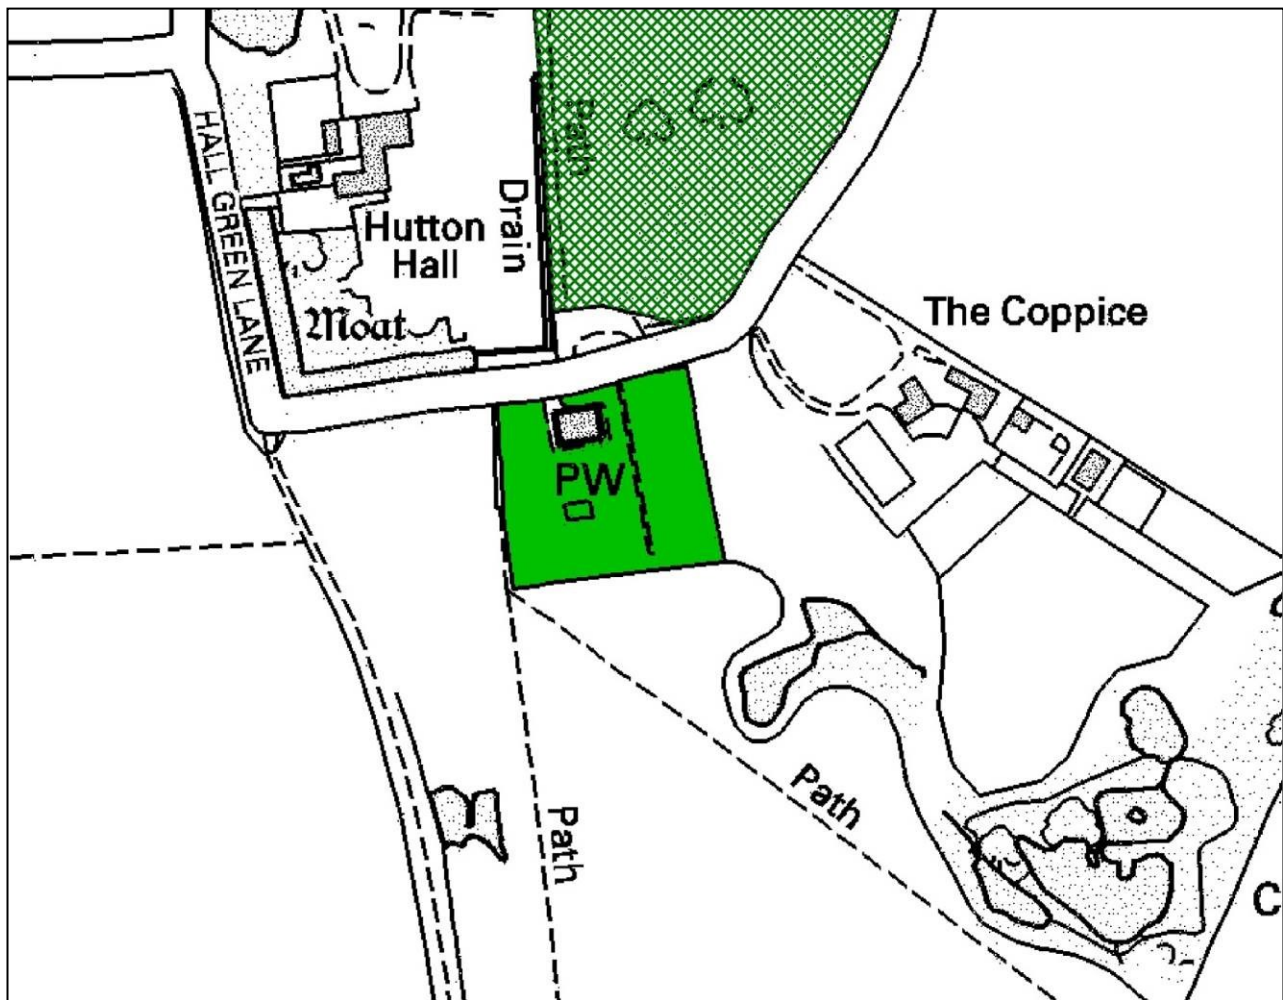 HALL GREEN LANE
Path
Drain
Hutton
Hall
Moat
The Coppice
PW
Path
Path
C